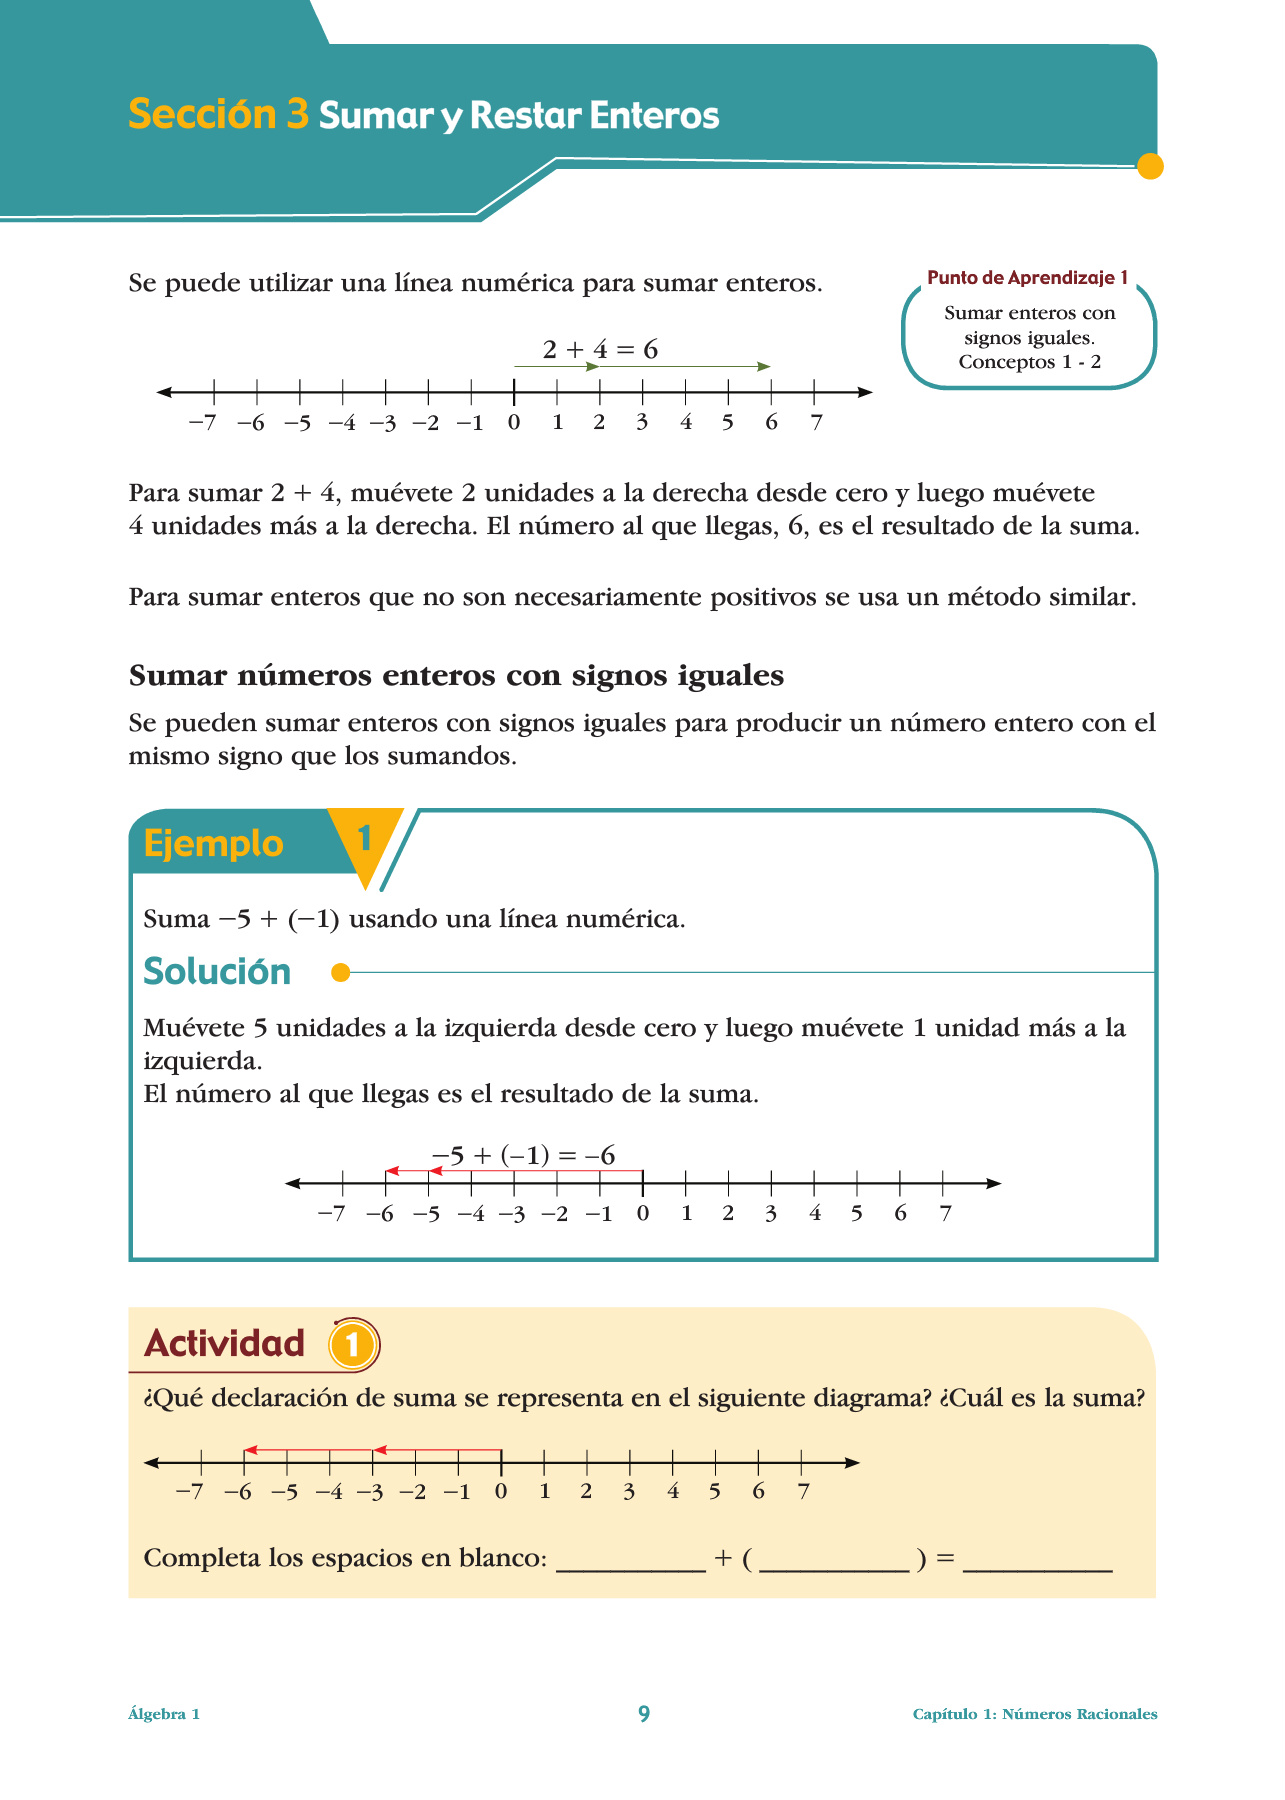 Sección 3 Sumar y Restar Enteros
Se puede utilizar una línea numérica para sumar enteros.
Punto de Aprendizaje 1
Sumar enteros con
signos iguales.
Conceptos 1 - 2
2 + 4 = 6
−7 −6 −5 −4 −3 −2 −1 0 1 2 3 4 5 6 7
Para sumar 2 + 4, muévete 2 unidades a la derecha desde cero y luego muévete
4 unidades más a la derecha. El número al que llegas, 6, es el resultado de la suma.
Para sumar enteros que no son necesariamente positivos se usa un método similar.
Sumar números enteros con signos iguales
Se pueden sumar enteros con signos iguales para producir un número entero con el
mismo signo que los sumandos.
Ejemplo 1
Suma −5 + (−1) usando una línea numérica.
Solución
Muévete 5 unidades a la izquierda desde cero y luego muévete 1 unidad más a la
izquierda.
El número al que llegas es el resultado de la suma.
−5 + (–1) = –6
−7 −6 −5 −4 −3 −2 −1 0 1 2 3 4 5 6 7
Actividad 1
¿Qué declaración de suma se representa en el siguiente diagrama? ¿Cuál es la suma?
−7 −6 −5 −4 −3 −2 −1 0 1 2 3 4 5 6 7
Completa los espacios en blanco: ___________ + ( ___________ ) = ___________
Álgebra 1
9
Capítulo 1: Números Racionales